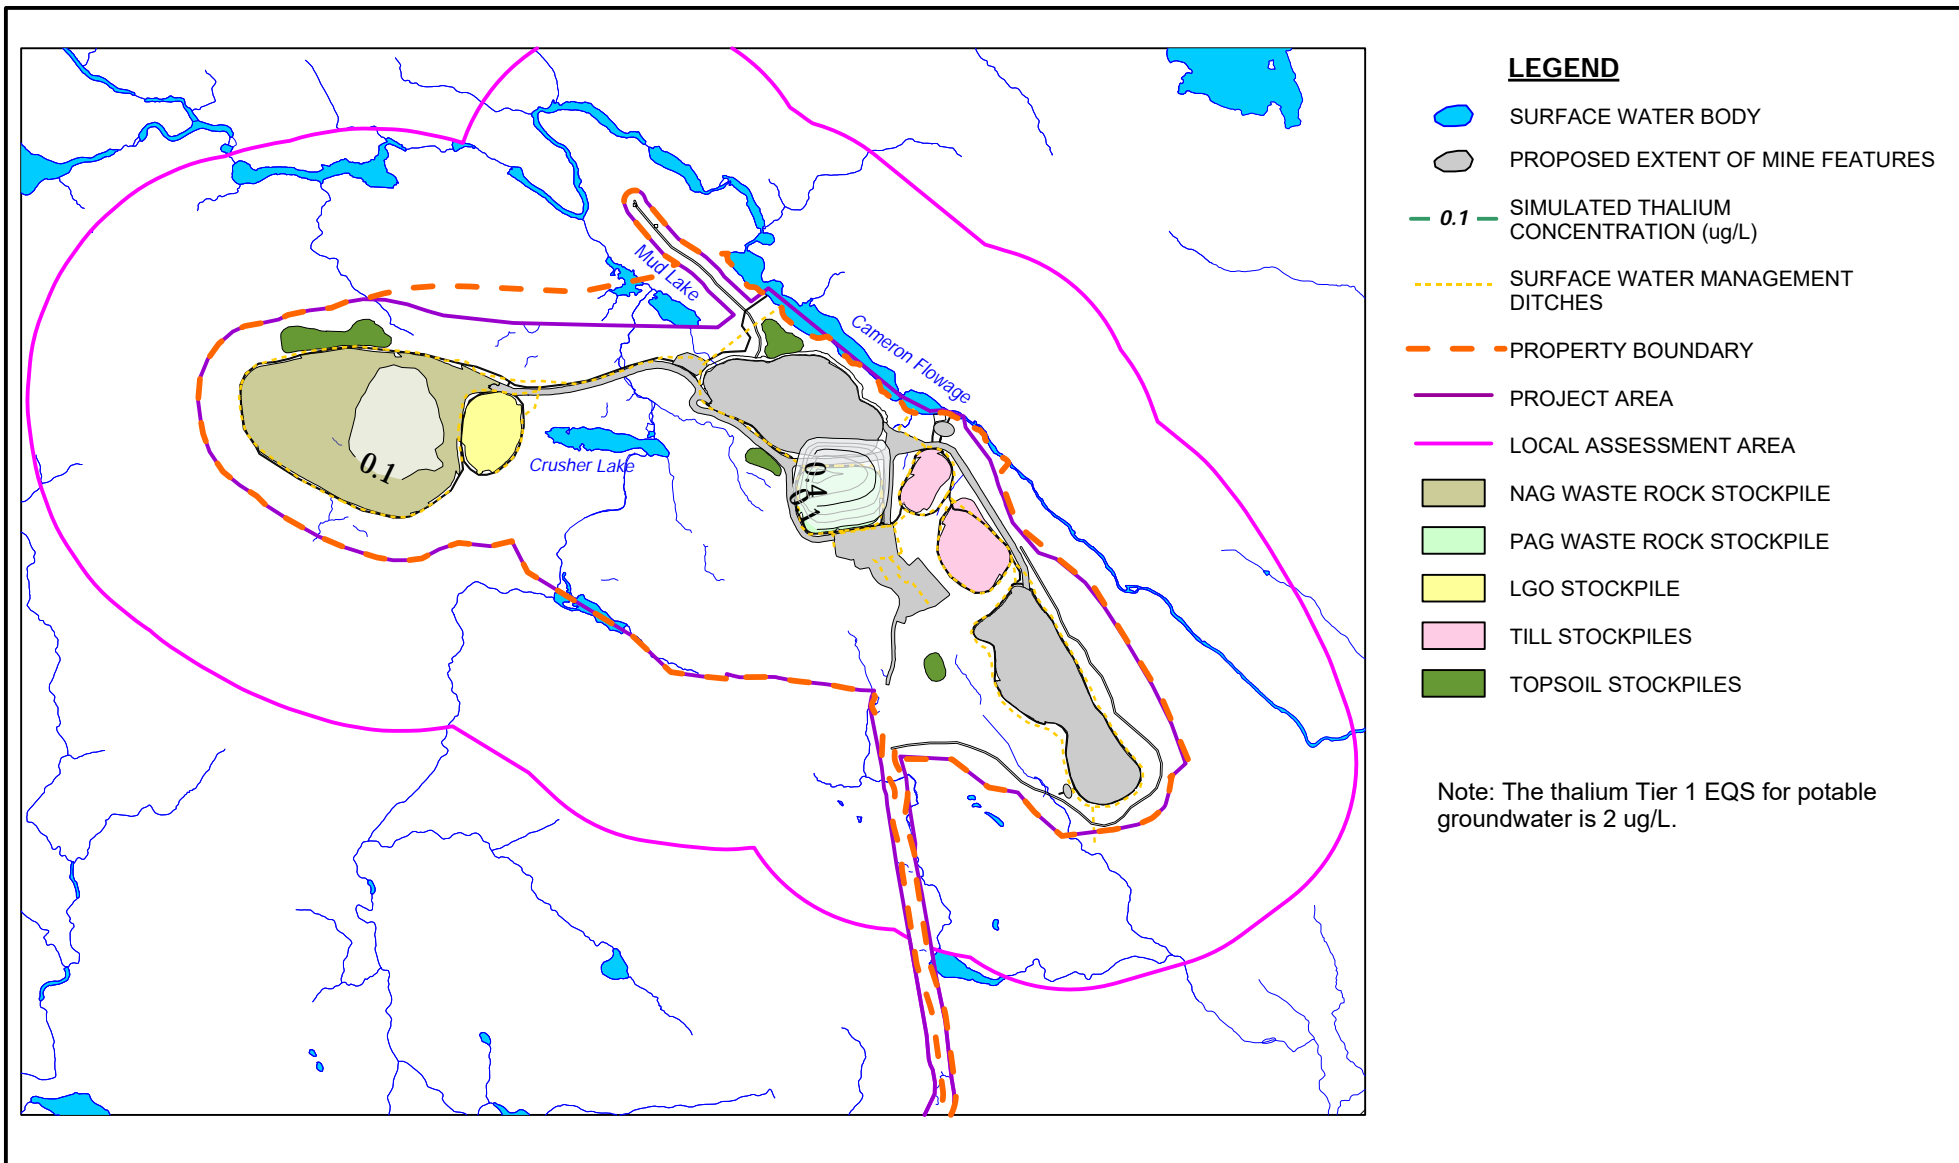 LEGEND
SURFACE WATER BODY
PROPOSED EXTENT OF MINE FEATURES
0.1
SIMULATED THALIUM
CONCENTRATION (ug/L)
SURFACE WATER MANAGEMENT
DITCHES
PROPERTY BOUNDARY
PROJECT AREA
LOCAL ASSESSMENT AREA
NAG WASTE ROCK STOCKPILE
PAG WASTE ROCK STOCKPILE
LGO STOCKPILE
TILL STOCKPILES
TOPSOIL STOCKPILES
Note: The thalium Tier 1 EQS for potable
groundwater is 2 ug/L.
Mud Lake
Cameron Flowage
Crusher Lake
0.1
0.4
0.1